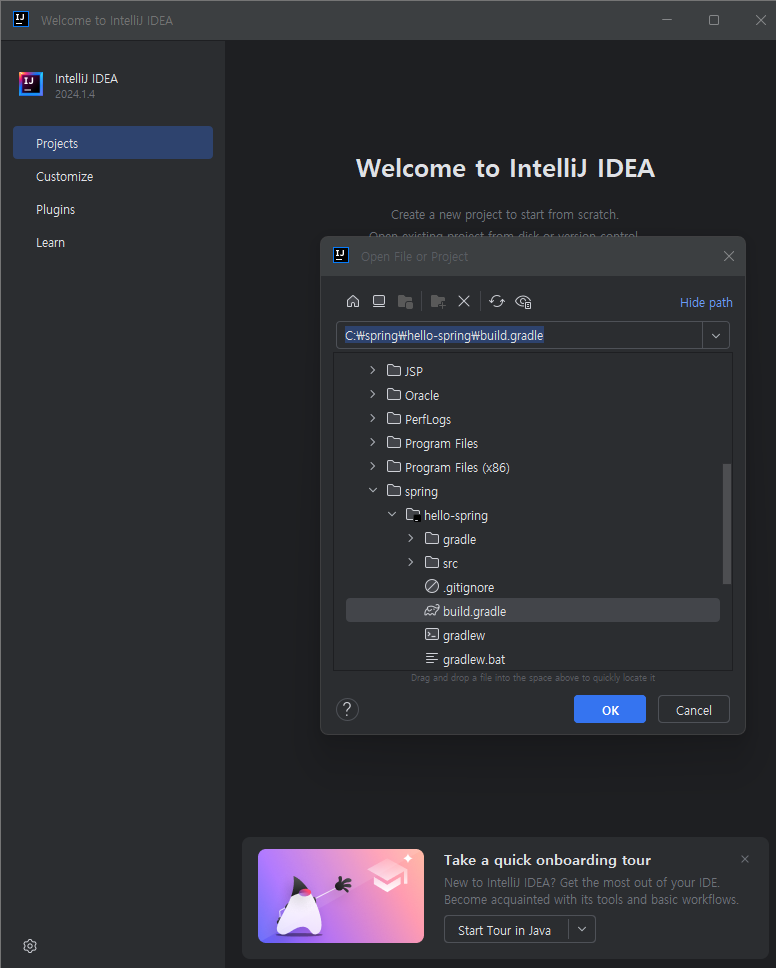 Welcome to IntelliJ IDEA
IntelliJ IDEA
2024.1.4
Projects
Customize
Plugins
Learn
Welcome to IntelliJ IDEA
Create a new project to start from scratch.
Open existing project from disk or version control.
Open File or Project
Hide path
C:₩spring₩hello-spring₩build.gradle
JSP
Oracle
PerfLogs
Program Files
Program Files (x86)
spring
hello-spring
gradle
src
.gitignore
build.gradle
gradlew
gradlew.bat
Drag and drop a file into the space above to quickly locate it
?
OK
Cancel
Take a quick onboarding tour
New to IntelliJ IDEA? Get the most out of your IDE.
Become acquainted with its tools and basic workflows.
Start Tour in Java